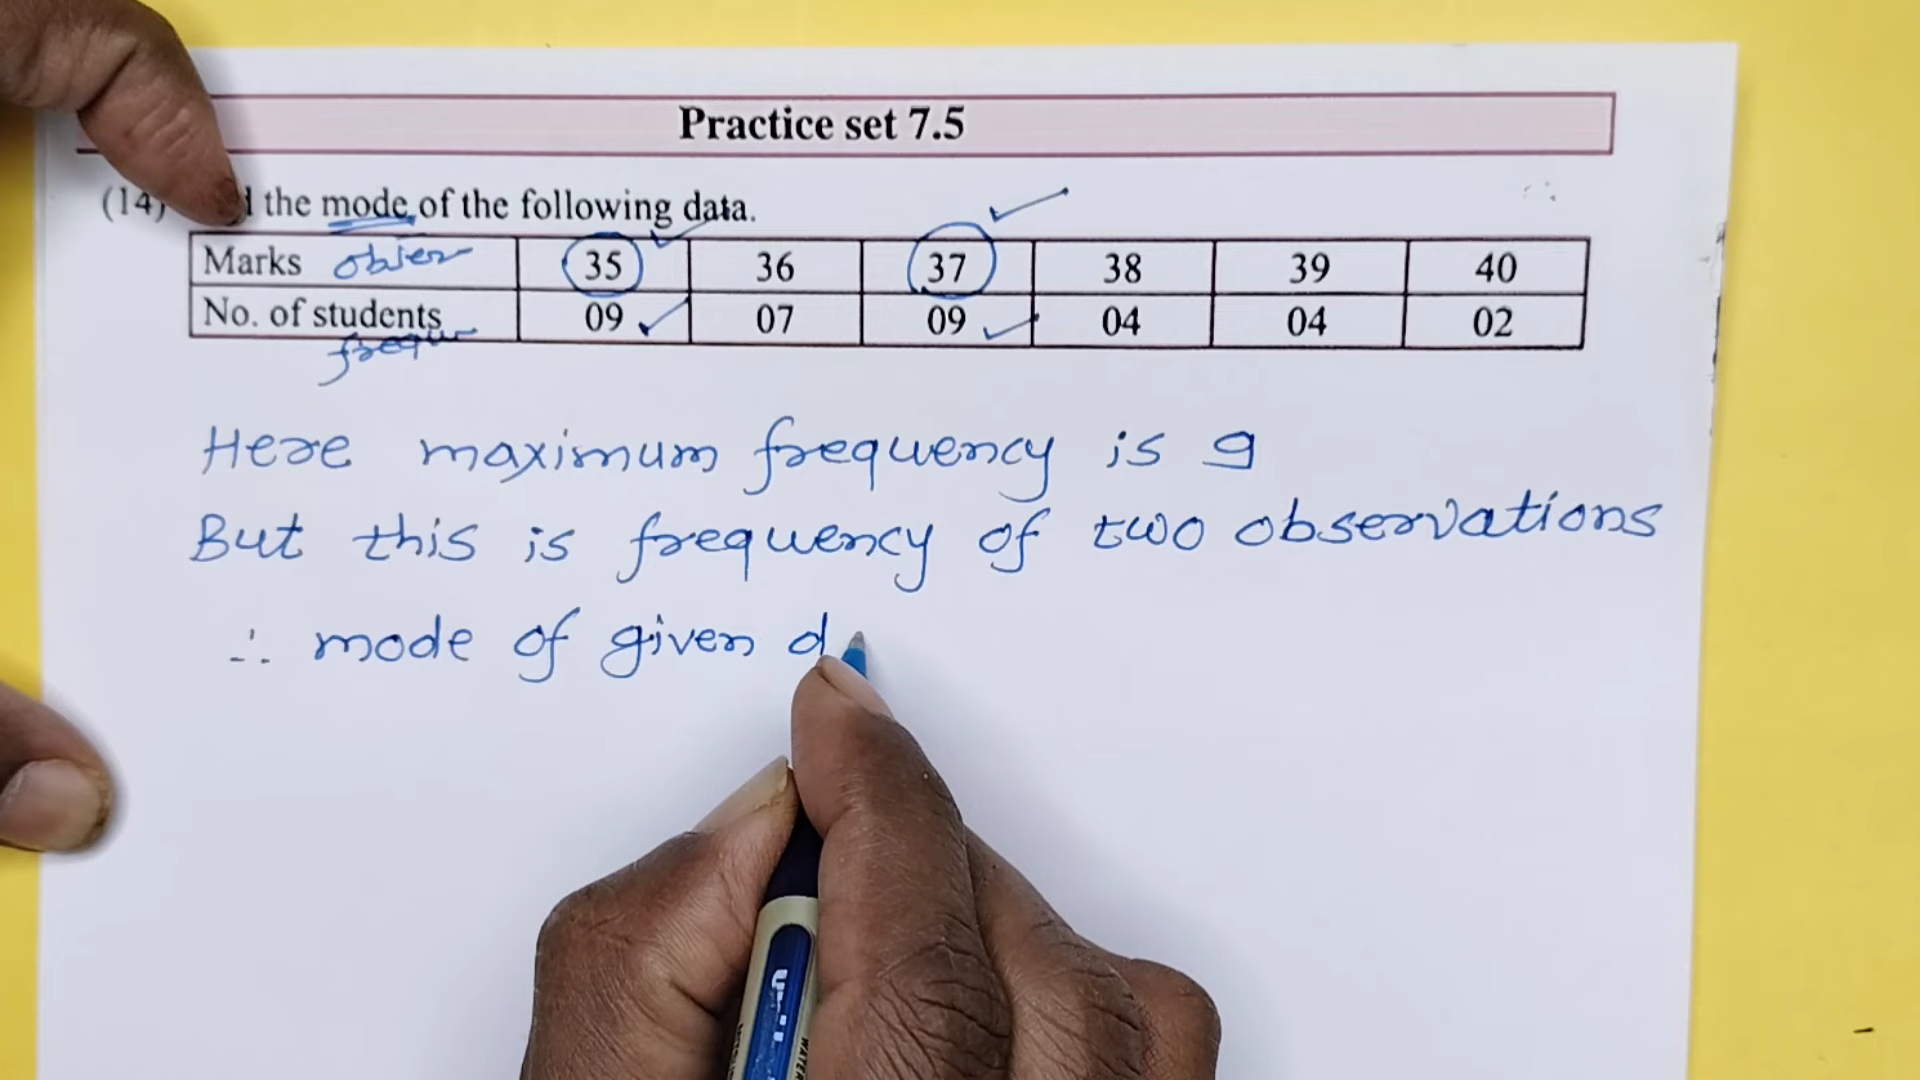 Practice set 7.5
(14) the mode of the following data.
Marks obser 35 36 37 38 39 40
No. of students 09 07 09 04 04 02
frequ
Here maximum frequency is 9
But this is frequency of two observations
∴ mode of given d